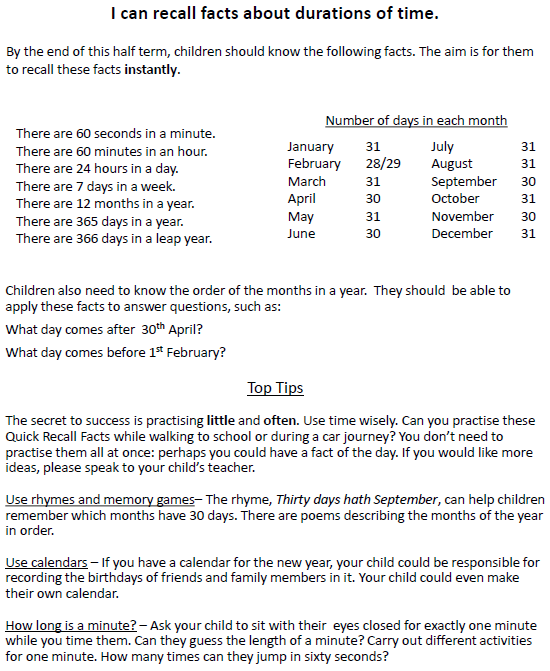 I can recall facts about durations of time.
By the end of this half term, children should know the following facts. The aim is for them
to recall these facts instantly.
There are 60 seconds in a minute.
There are 60 minutes in an hour.
There are 24 hours in a day.
There are 7 days in a week.
There are 12 months in a year.
There are 365 days in a year.
There are 366 days in a leap year.
Number of days in each month
January 31 July 31
February 28/29 August 31
March 31 September 30
April 30 October 31
May 31 November 30
June 30 December 31
Children also need to know the order of the months in a year. They should be able to
apply these facts to answer questions, such as:
What day comes after 30th April?
What day comes before 1st February?
Top Tips
The secret to success is practising little and often. Use time wisely. Can you practise these
Quick Recall Facts while walking to school or during a car journey? You don't need to
practise them all at once: perhaps you could have a fact of the day. If you would like more
ideas, please speak to your child's teacher.
Use rhymes and memory games– The rhyme, Thirty days hath September, can help children
remember which months have 30 days. There are poems describing the months of the year
in order.
Use calendars – If you have a calendar for the new year, your child could be responsible for
recording the birthdays of friends and family members in it. Your child could even make
their own calendar.
How long is a minute? – Ask your child to sit with their eyes closed for exactly one minute
while you time them. Can they guess the length of a minute? Carry out different activities
for one minute. How many times can they jump in sixty seconds?